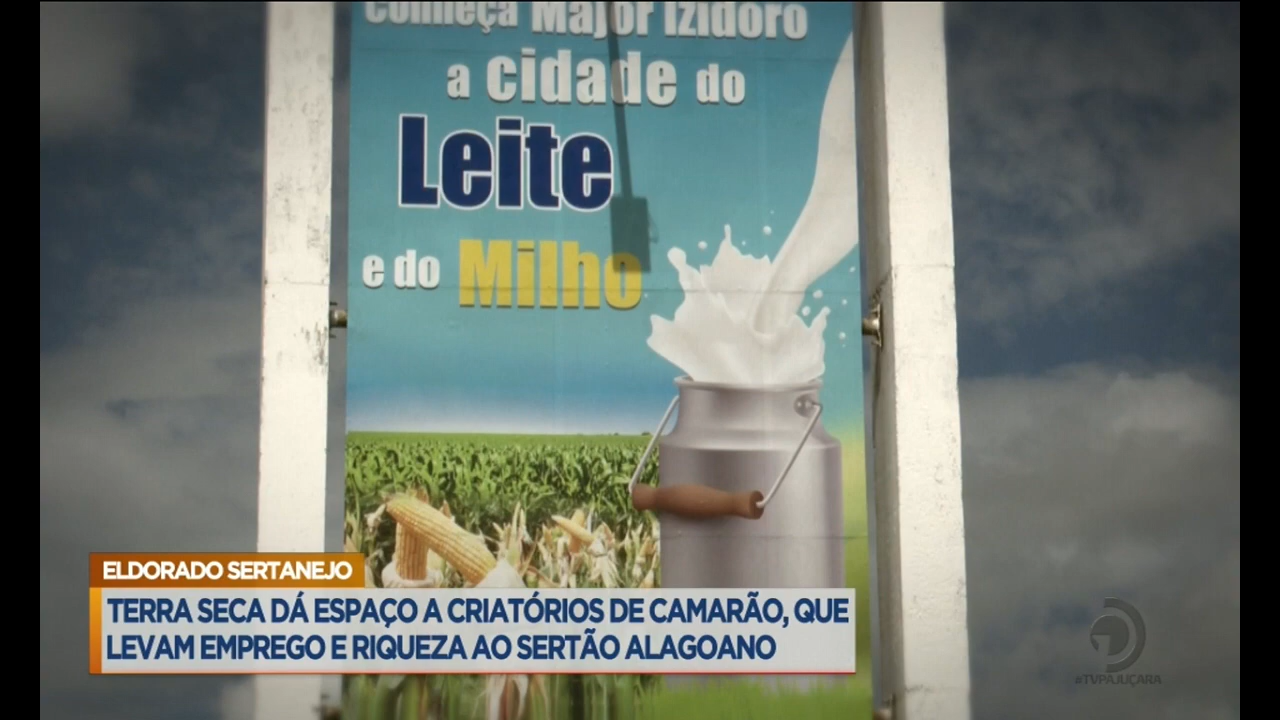 Conheça Major Izidoro
a cidade do
Leite
e do Milho
ELDORADO SERTANEJO
TERRA SECA DÁ ESPAÇO A CRIATÓRIOS DE CAMARÃO, QUE
LEVAM EMPREGO E RIQUEZA AO SERTÃO ALAGOANO
#TVPAJUÇARA